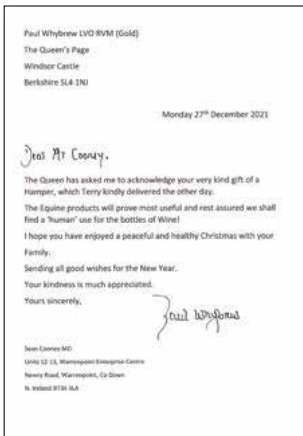 Paul Whybrew LVO RVM (Gold)
The Queen's Page
Windsor Castle
Berkshire SL4 1NJ
Monday 27th December 2021
Dear Mr Cooney,
The Queen has asked me to acknowledge your very kind gift of a
Hamper, which Terry kindly delivered the other day.
The Equine products will prove most useful and rest assured we shall
find a 'human' use for the bottles of Wine!
I hope you have enjoyed a peaceful and healthy Christmas with your
Family.
Sending all good wishes for the New Year.
Your kindness is much appreciated.
Yours sincerely,
Paul Whybrew
Sean Cooney MD
Units 12-13, Warrenpoint Enterprise Centre
Newry Road, Warrenpoint, Co Down
N. Ireland BT34 3LA